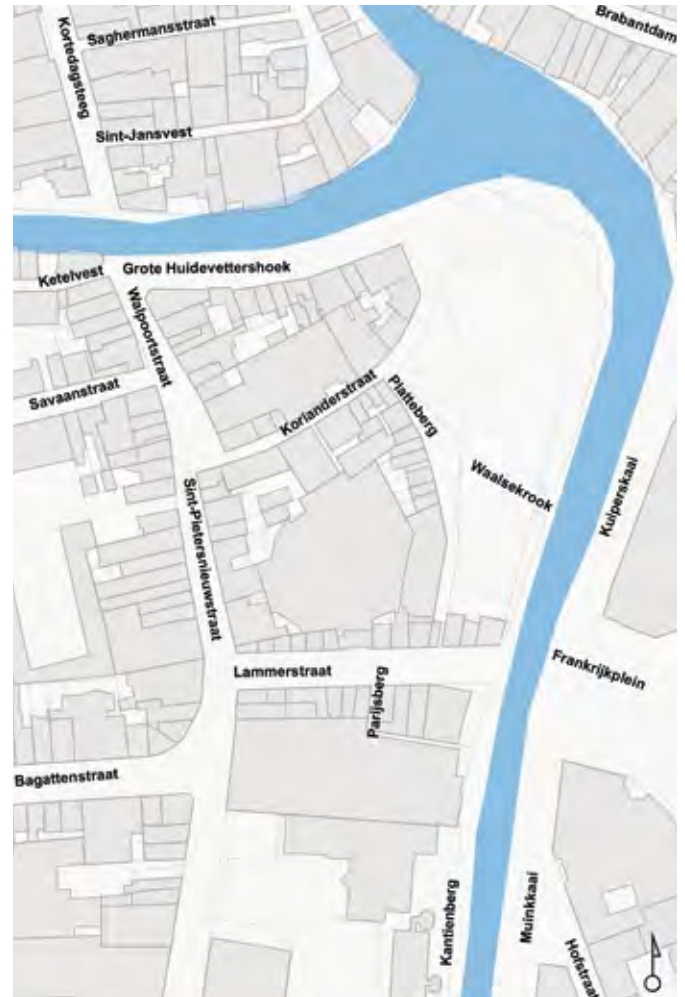 Brabantdam
Saghermansstraat
Kortedagsteeg
Sint-Jansvest
Ketelvest
Grote Huidevettershoek
Walpoortstraat
Savaanstraat
Korianderstraat
Platteberg
Waalsekrook
Kuiperskaai
Sint-Pietersnieuwstraat
Lammerstraat
Frankrijkplein
Parijsberg
Bagattenstraat
Kantienberg
Muinkkaai
Hofstraat